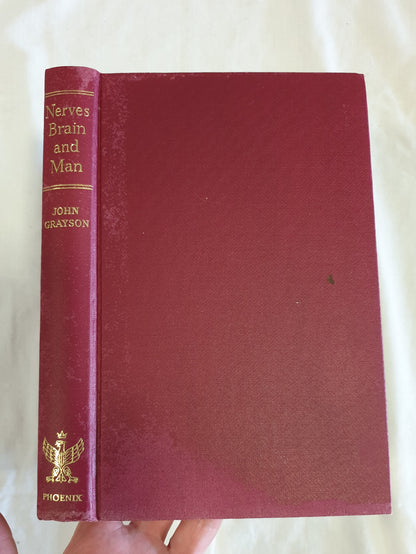 Nerves
Brain
and
Man
JOHN
GRAYSON
PHOENIX